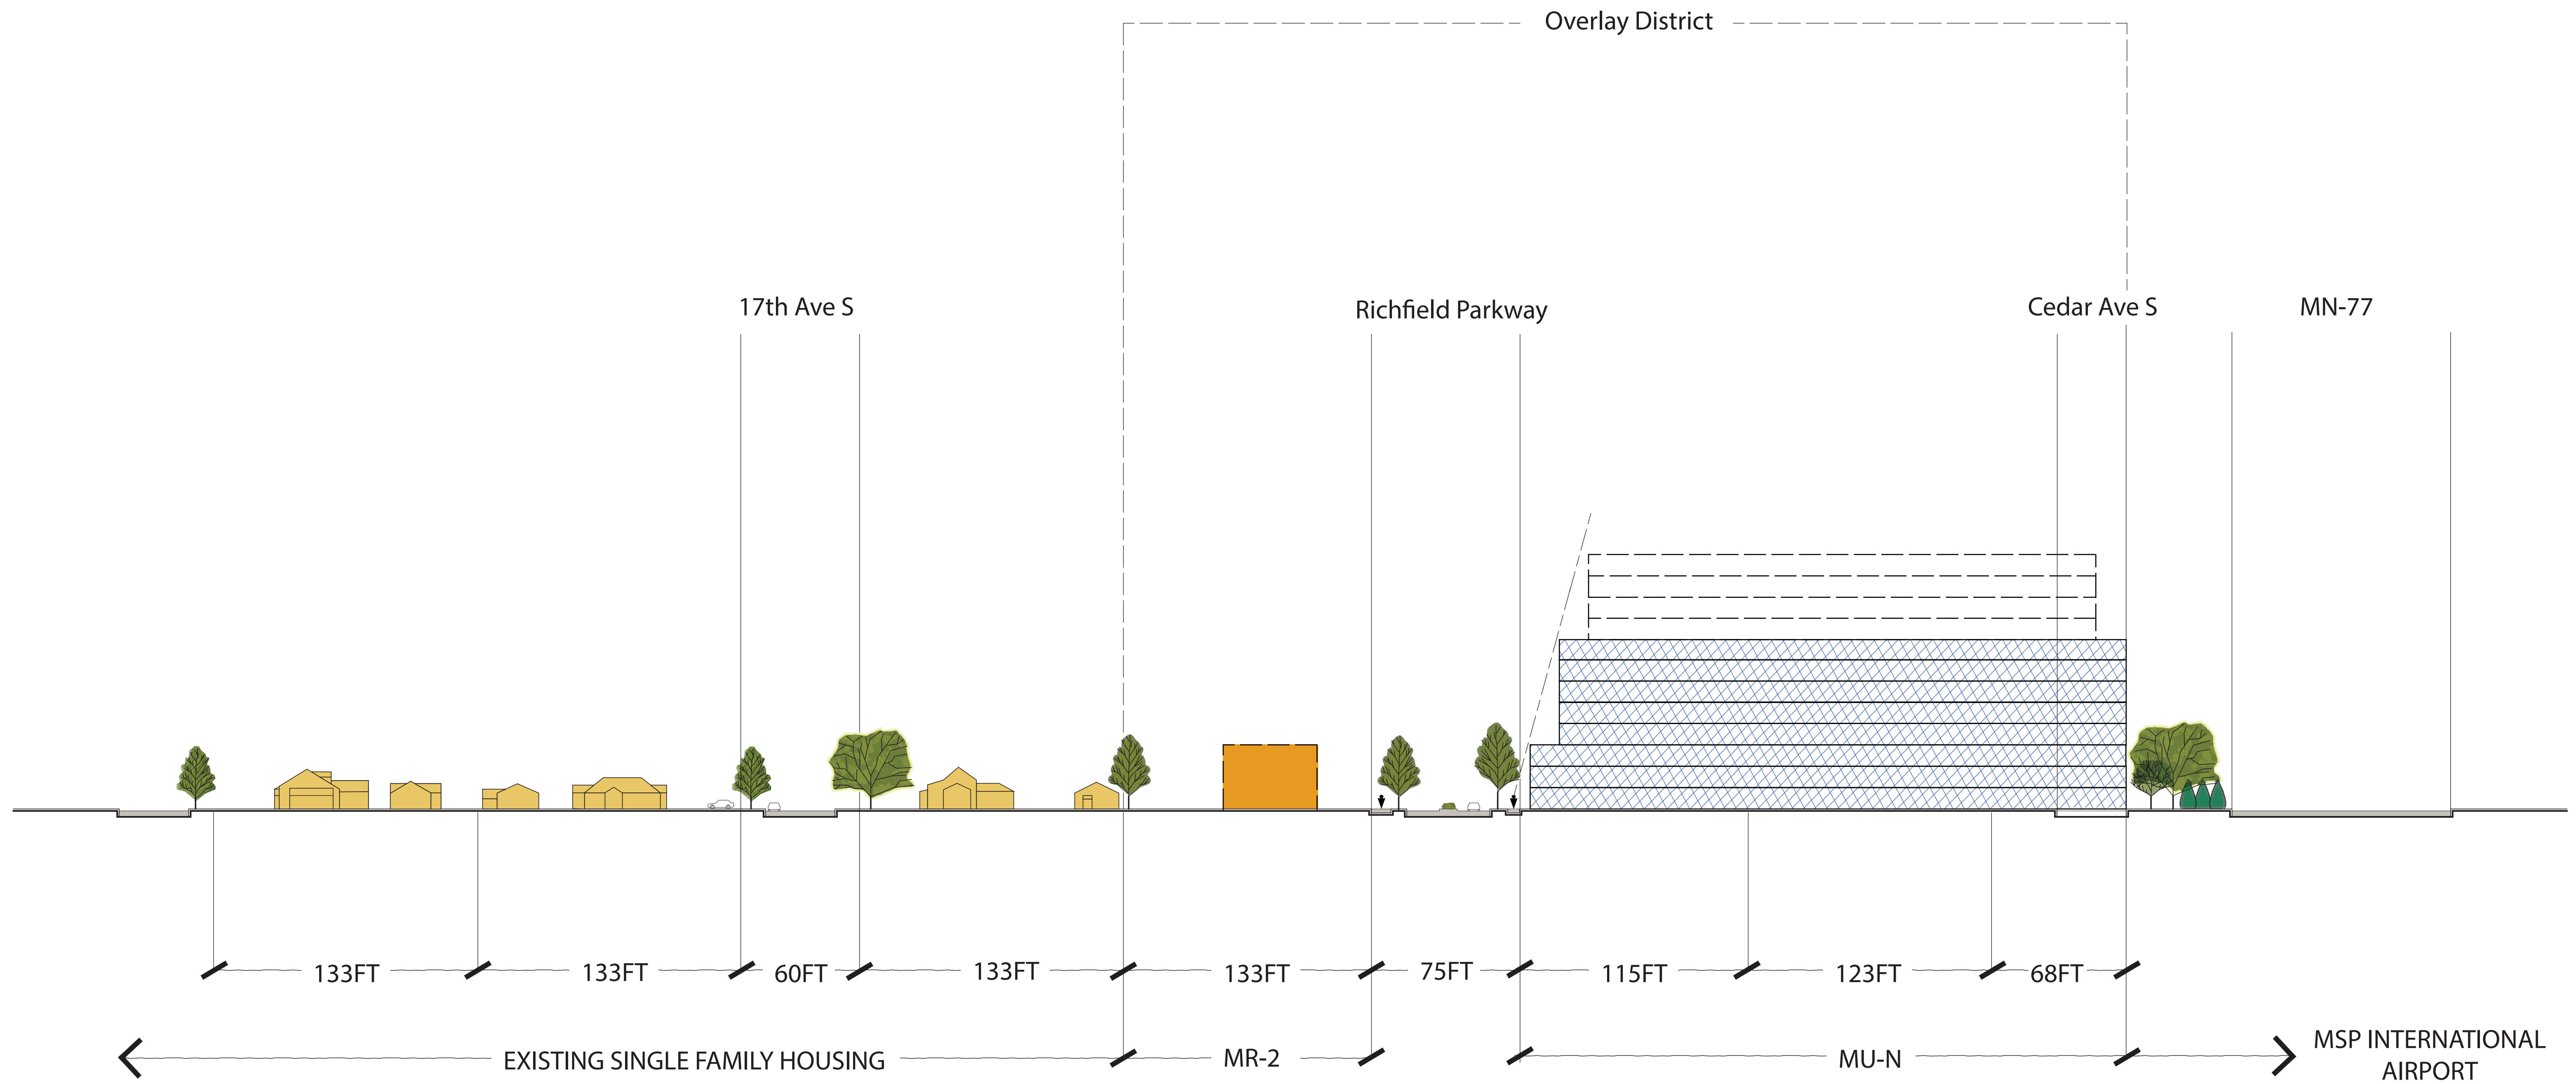 Overlay District
17th Ave S
Richfield Parkway
Cedar Ave S
MN-77
133FT
133FT
60FT
133FT
133FT
75FT
115FT
123FT
68FT
EXISTING SINGLE FAMILY HOUSING
MR-2
MU-N
MSP INTERNATIONAL
AIRPORT